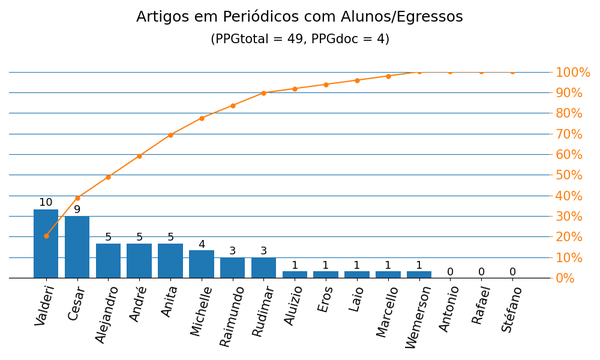 Artigos em Periódicos com Alunos/Egressos
(PPGtotal = 49, PPGdoc = 4)
100%
90%
80%
70%
60%
50%
40%
30%
20%
10%
0%
10
9
5
5
5
4
3
3
1
1
1
1
1
0
0
0
Valderi
Cesar
Alejandro
André
Anita
Michelle
Raimundo
Rudimar
Aluizio
Eros
Laio
Marcello
Wemerson
Antonio
Rafael
Stéfano